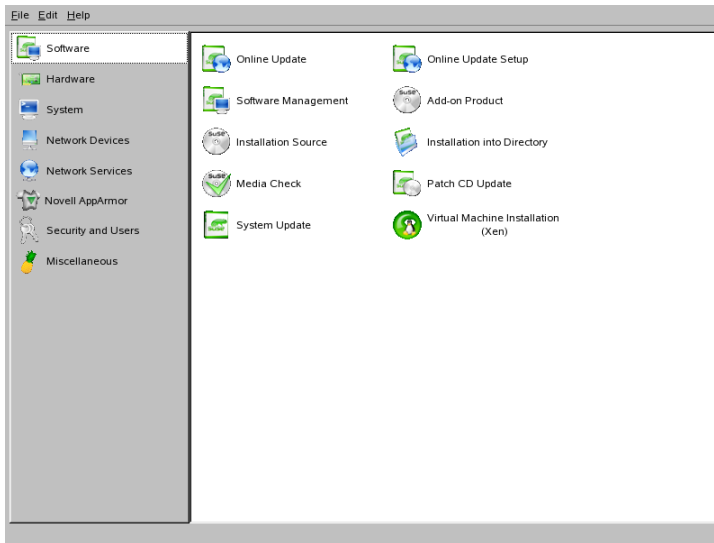 File Edit Help
Software
Hardware
System
Network Devices
Network Services
Novell AppArmor
Security and Users
Miscellaneous
Online Update
Online Update Setup
Software Management
Add-on Product
Installation Source
Installation into Directory
Media Check
Patch CD Update
System Update
Virtual Machine Installation
(Xen)